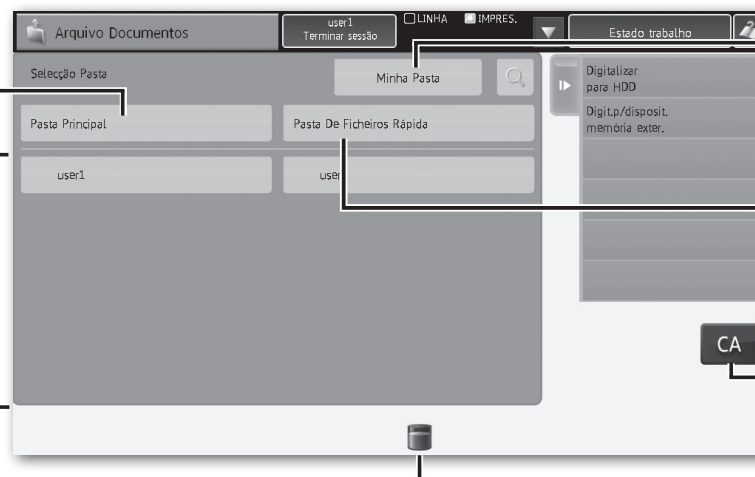 Arquivo Documentos
user1
Terminar sessão
LINHA
IMPRES.
Estado trabalho
Selecção Pasta
Minha Pasta
Digitalizar
para HDD
Pasta Principal
Pasta De Ficheiros Rápida
Digit.p/disposit.
memória exter.
user1
user
CA